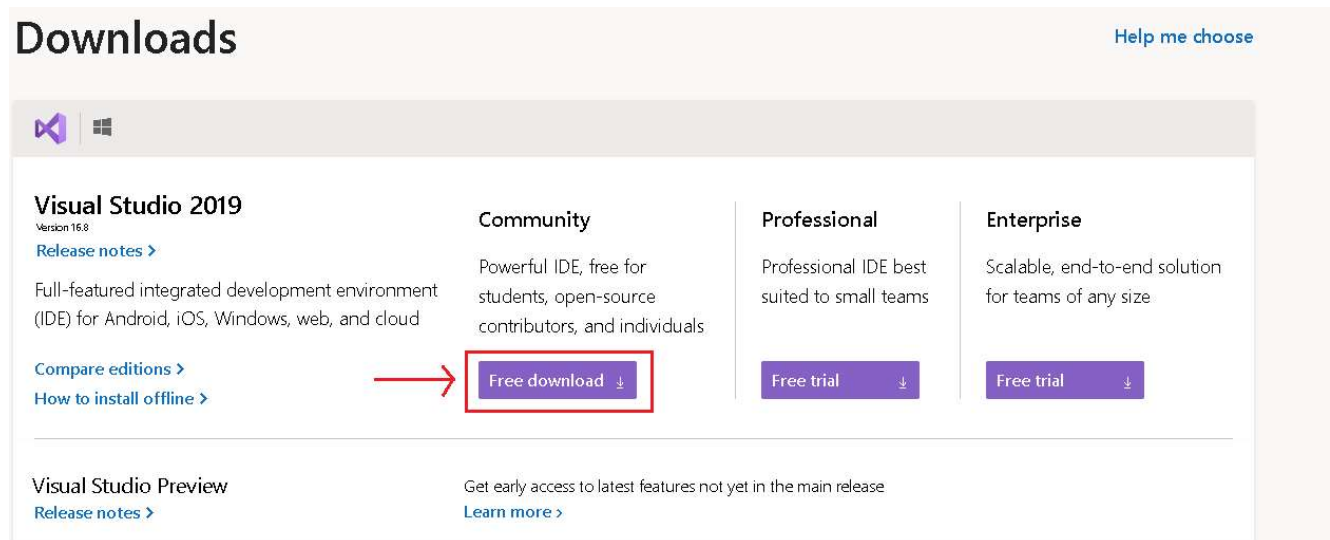 Downloads
Help me choose
Visual Studio 2019
Version 16.8
Release notes >
Full-featured integrated development environment
(IDE) for Android, iOS, Windows, web, and cloud
Compare editions >
How to install offline >
Community
Powerful IDE, free for
students, open-source
contributors, and individuals
Free download
Professional
Professional IDE best
suited to small teams
Free trial
Enterprise
Scalable, end-to-end solution
for teams of any size
Free trial
Visual Studio Preview
Release notes >
Get early access to latest features not yet in the main release
Learn more >